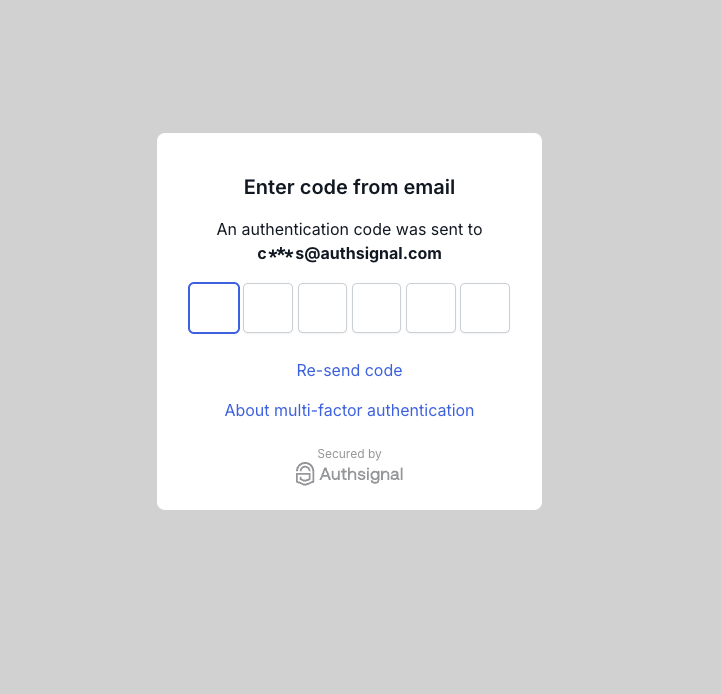 Enter code from email
An authentication code was sent to
c***s@authsignal.com
Re-send code
About multi-factor authentication
Secured by
Authsignal